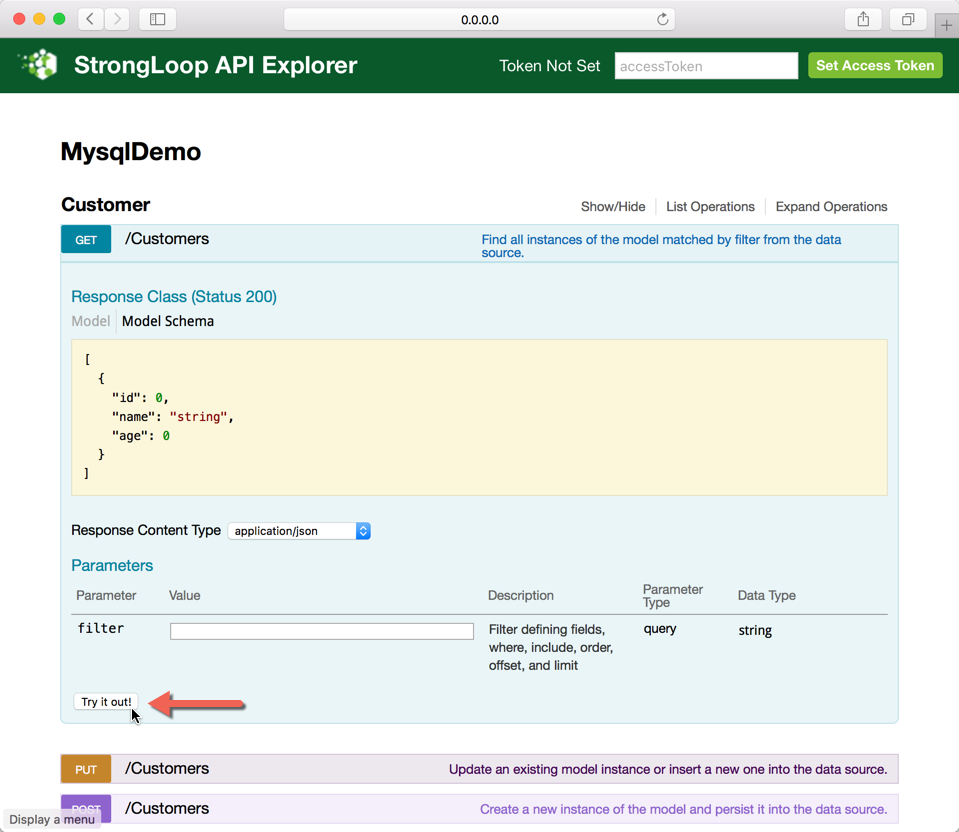 0.0.0.0
StrongLoop API Explorer Token Not Set accessToken Set Access Token
MysqlDemo
Customer Show/Hide List Operations Expand Operations
GET /Customers Find all instances of the model matched by filter from the data
source.
Response Class (Status 200)
Model Model Schema
[
{
"id": 0,
"name": "string",
"age": 0
}
]
Response Content Type application/json
Parameters
Parameter Value Description Parameter Type Data Type
filter Filter defining fields, query string
where, include, order,
offset, and limit
Try it out!
PUT /Customers Update an existing model instance or insert a new one into the data source.
POST /Customers Create a new instance of the model and persist it into the data source.
Display a menu